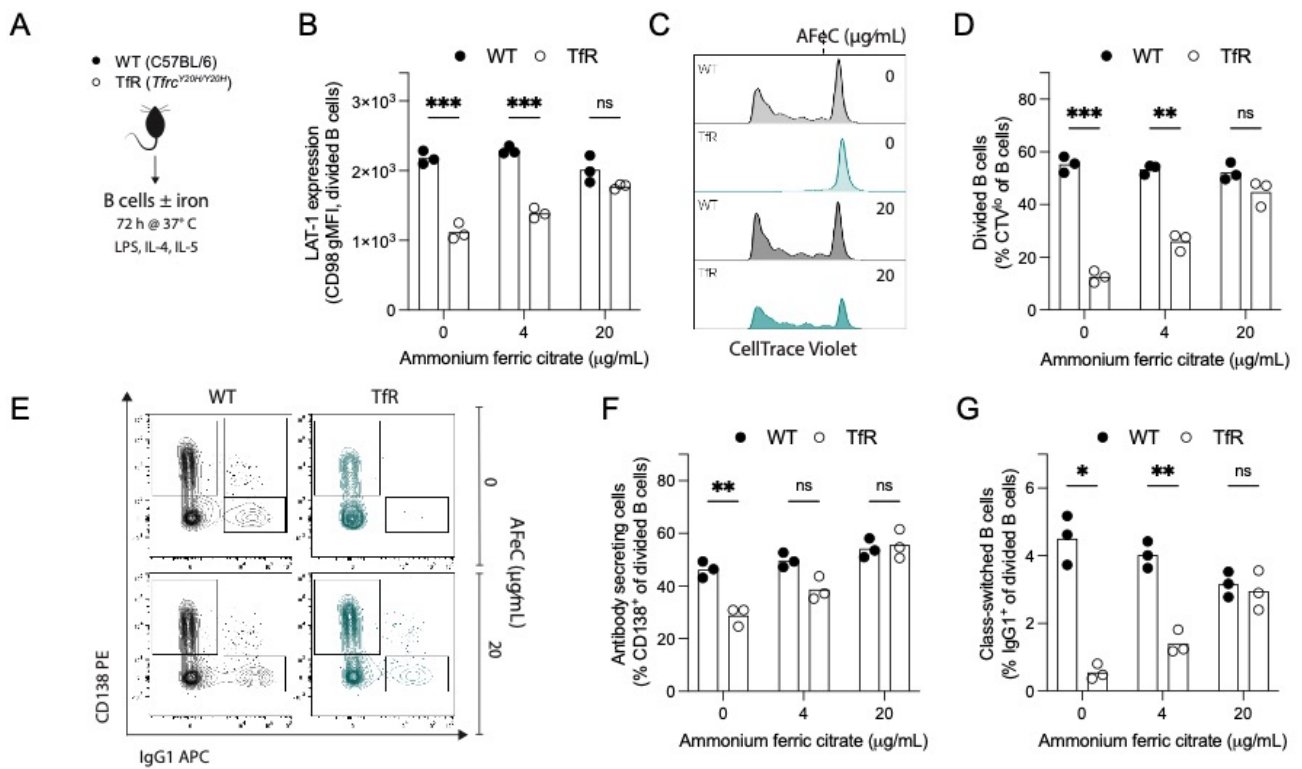 A
● WT (C57BL/6)
○ TfR (Tfrc^Y20H/Y20H)
B cells ± iron
72 h @ 37° C
LPS, IL-4, IL-5
B
● WT ○ TfR
LAT-1 expression
(CD98 gMFI, divided B cells)
3×10³
2×10³
1×10³
0
*** *** ns
0 4 20
Ammonium ferric citrate (µg/mL)
C
AFeC (µg/mL)
WT 0
TfR 0
WT 20
TfR 20
CellTrace Violet
D
● WT ○ TfR
Divided B cells
(% CTV^lo of B cells)
80
60
40
20
0
*** ** ns
0 4 20
Ammonium ferric citrate (µg/mL)
E
WT TfR
0
AFeC (µg/mL)
20
CD138 PE
IgG1 APC
F
● WT ○ TfR
Antibody secreting cells
(% CD138⁺ of divided B cells)
80
60
40
20
0
** ns ns
0 4 20
Ammonium ferric citrate (µg/mL)
G
● WT ○ TfR
Class-switched B cells
(% IgG1⁺ of divided B cells)
6
4
2
0
* ** ns
0 4 20
Ammonium ferric citrate (µg/mL)